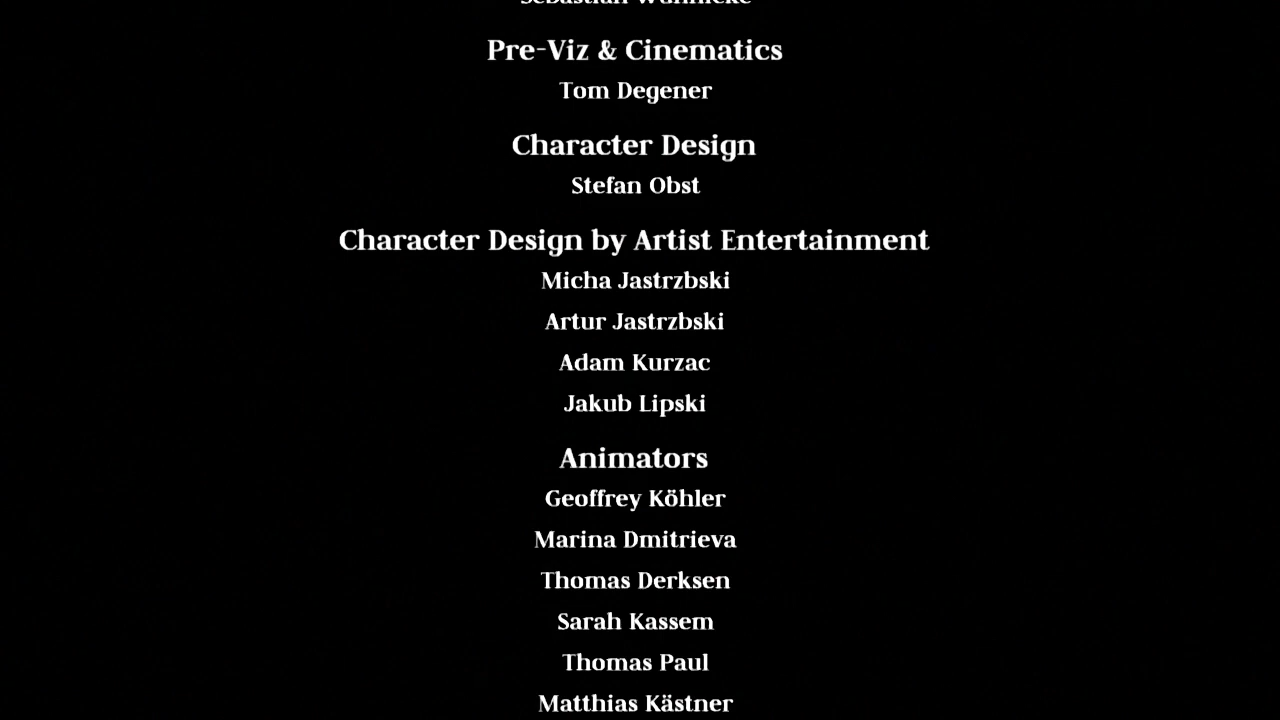 Pre-Viz & Cinematics
Tom Degener
Character Design
Stefan Obst
Character Design by Artist Entertainment
Micha Jastrzbski
Artur Jastrzbski
Adam Kurzac
Jakub Lipski
Animators
Geoffrey Köhler
Marina Dmitrieva
Thomas Derksen
Sarah Kassem
Thomas Paul
Matthias Kästner